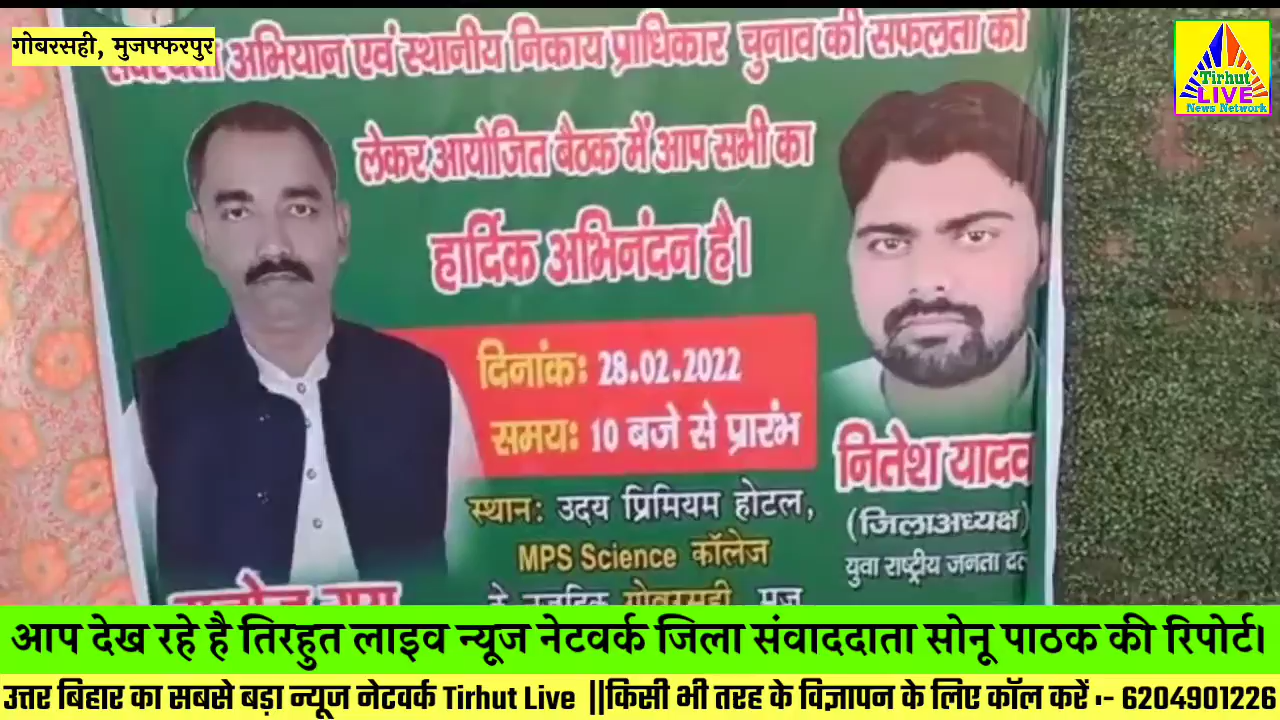 गोबरसही, मुजफ्फरपुर
Tirhut
LIVE
News Network
अभियान एवं स्थानीय निकाय प्राधिकार चुनाव की सफलता को
लेकर आयोजित बैठक में आप सभी का
हार्दिक अभिनंदन है।
दिनांक: 28.02.2022
समय: 10 बजे से प्रारंभ
स्थान: उदय प्रिमियम होटल,
MPS Science कॉलेज
गोबरसही
नितेश यादव
(जिलाअध्यक्ष)
युवा राष्ट्रीय जनता दल
आप देख रहे है तिरहुत लाइव न्यूज नेटवर्क जिला संवाददाता सोनू पाठक की रिपोर्ट।
उत्तर बिहार का सबसे बड़ा न्यूज नेटवर्क Tirhut Live ||किसी भी तरह के विज्ञापन के लिए कॉल करें :- 6204901226